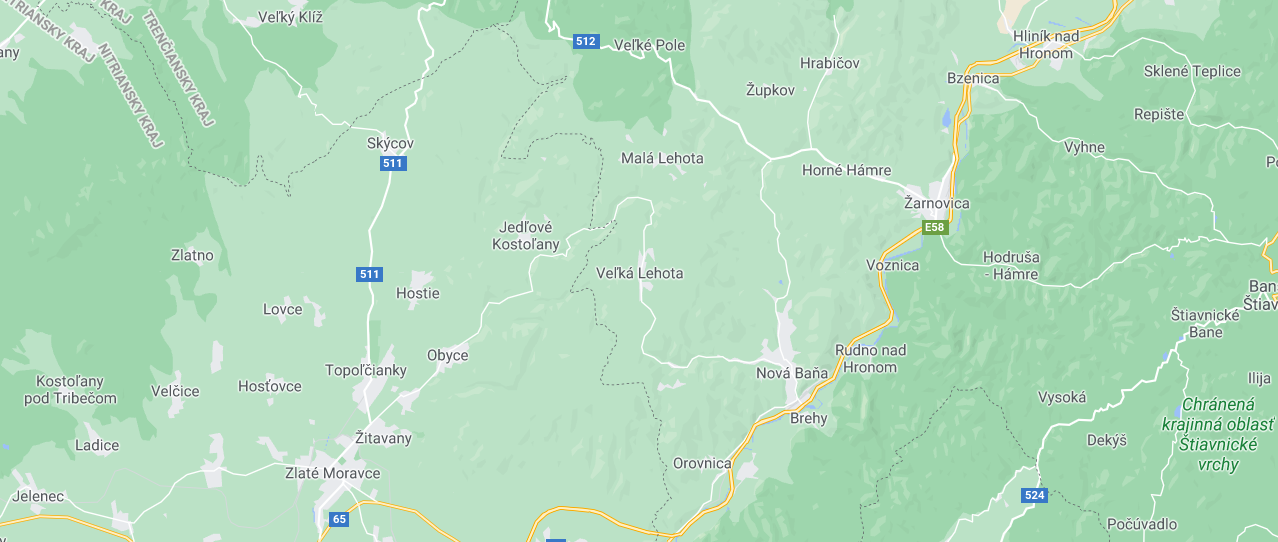 Veľký Klíž
TRENČIANSKY KRAJ
NITRIANSKY KRAJ
KRAJ
NITRIANSKY KRAJ
512
Veľké Pole
Hliník nad
Hronom
Hrabičov
Bzenica
Sklené Teplice
Župkov
Repište
Skýcov
511
Vyhne
Malá Lehota
Horné Hámre
Žarnovica
E58
Jedľové
Kostoľany
Zlatno
Voznica
Hodruša
- Hámre
511
Veľká Lehota
Hostie
Lovce
Štiavnické
Bane
Rudno nad
Hronom
Obyce
Topoľčianky
Nová Baňa
Kostoľany
pod Tribečom
Velčice
Hosťovce
Ilija
Vysoká
Chránená
krajinná oblasť
Štiavnické
vrchy
Brehy
Dekýš
Žitavany
Ladice
Orovnica
Zlaté Moravce
Jelenec
524
65
Počúvadlo